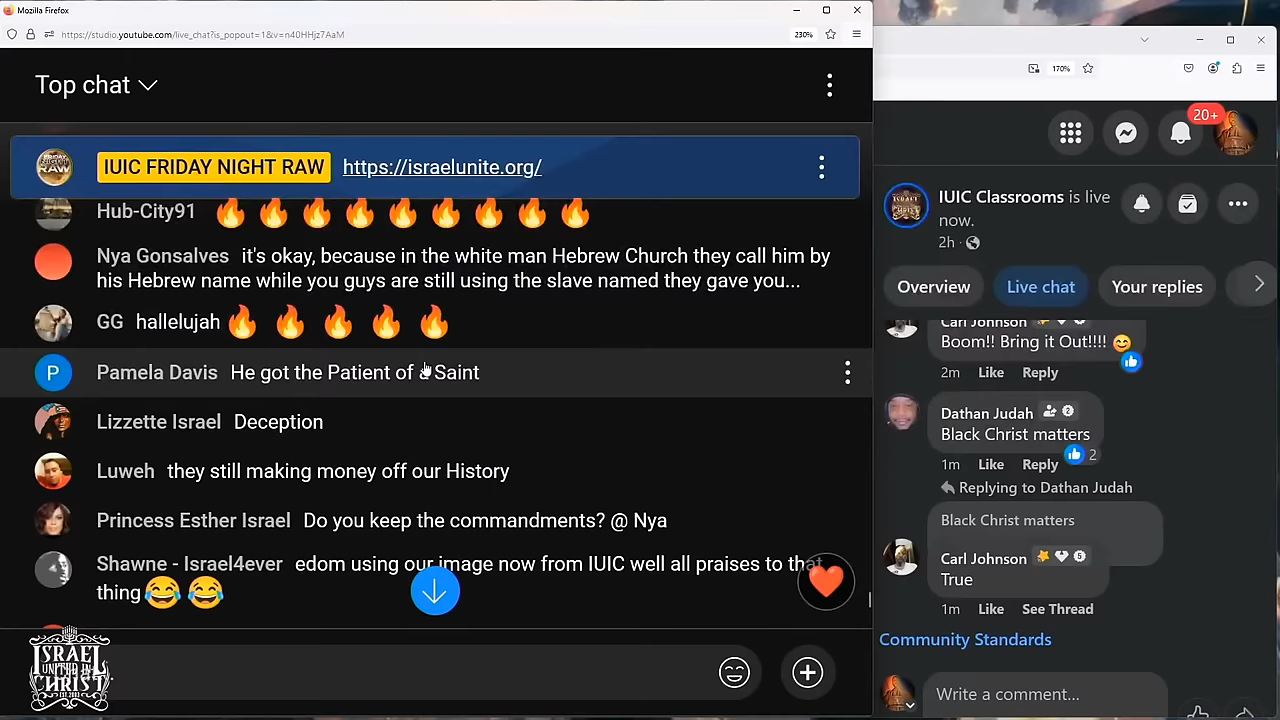 Mozilla Firefox
https://studio.youtube.com/live_chat?is_popout=1&v=n40HHjz7AaM
230%
Top chat
IUIC FRIDAY NIGHT RAW https://israelunite.org/
Hub-City91
Nya Gonsalves it's okay, because in the white man Hebrew Church they call him by
his Hebrew name while you guys are still using the slave named they gave you...
GG hallelujah
P Pamela Davis He got the Patient of a Saint
Lizzette Israel Deception
Luweh they still making money off our History
Princess Esther Israel Do you keep the commandments? @ Nya
Shawne - Israel4ever edom using our image now from IUIC well all praises to that
thing
ISRAEL
UNITED IN
CHRIST
EST. 2003
170%
20+
IUIC Classrooms is live
now.
2h
Overview Live chat Your replies
Carl Johnson
Boom!! Bring it Out!!!!
2m Like Reply
Dathan Judah
Black Christ matters
2
1m Like Reply
Replying to Dathan Judah
Black Christ matters
Carl Johnson
True
1m Like See Thread
Community Standards
Write a comment...